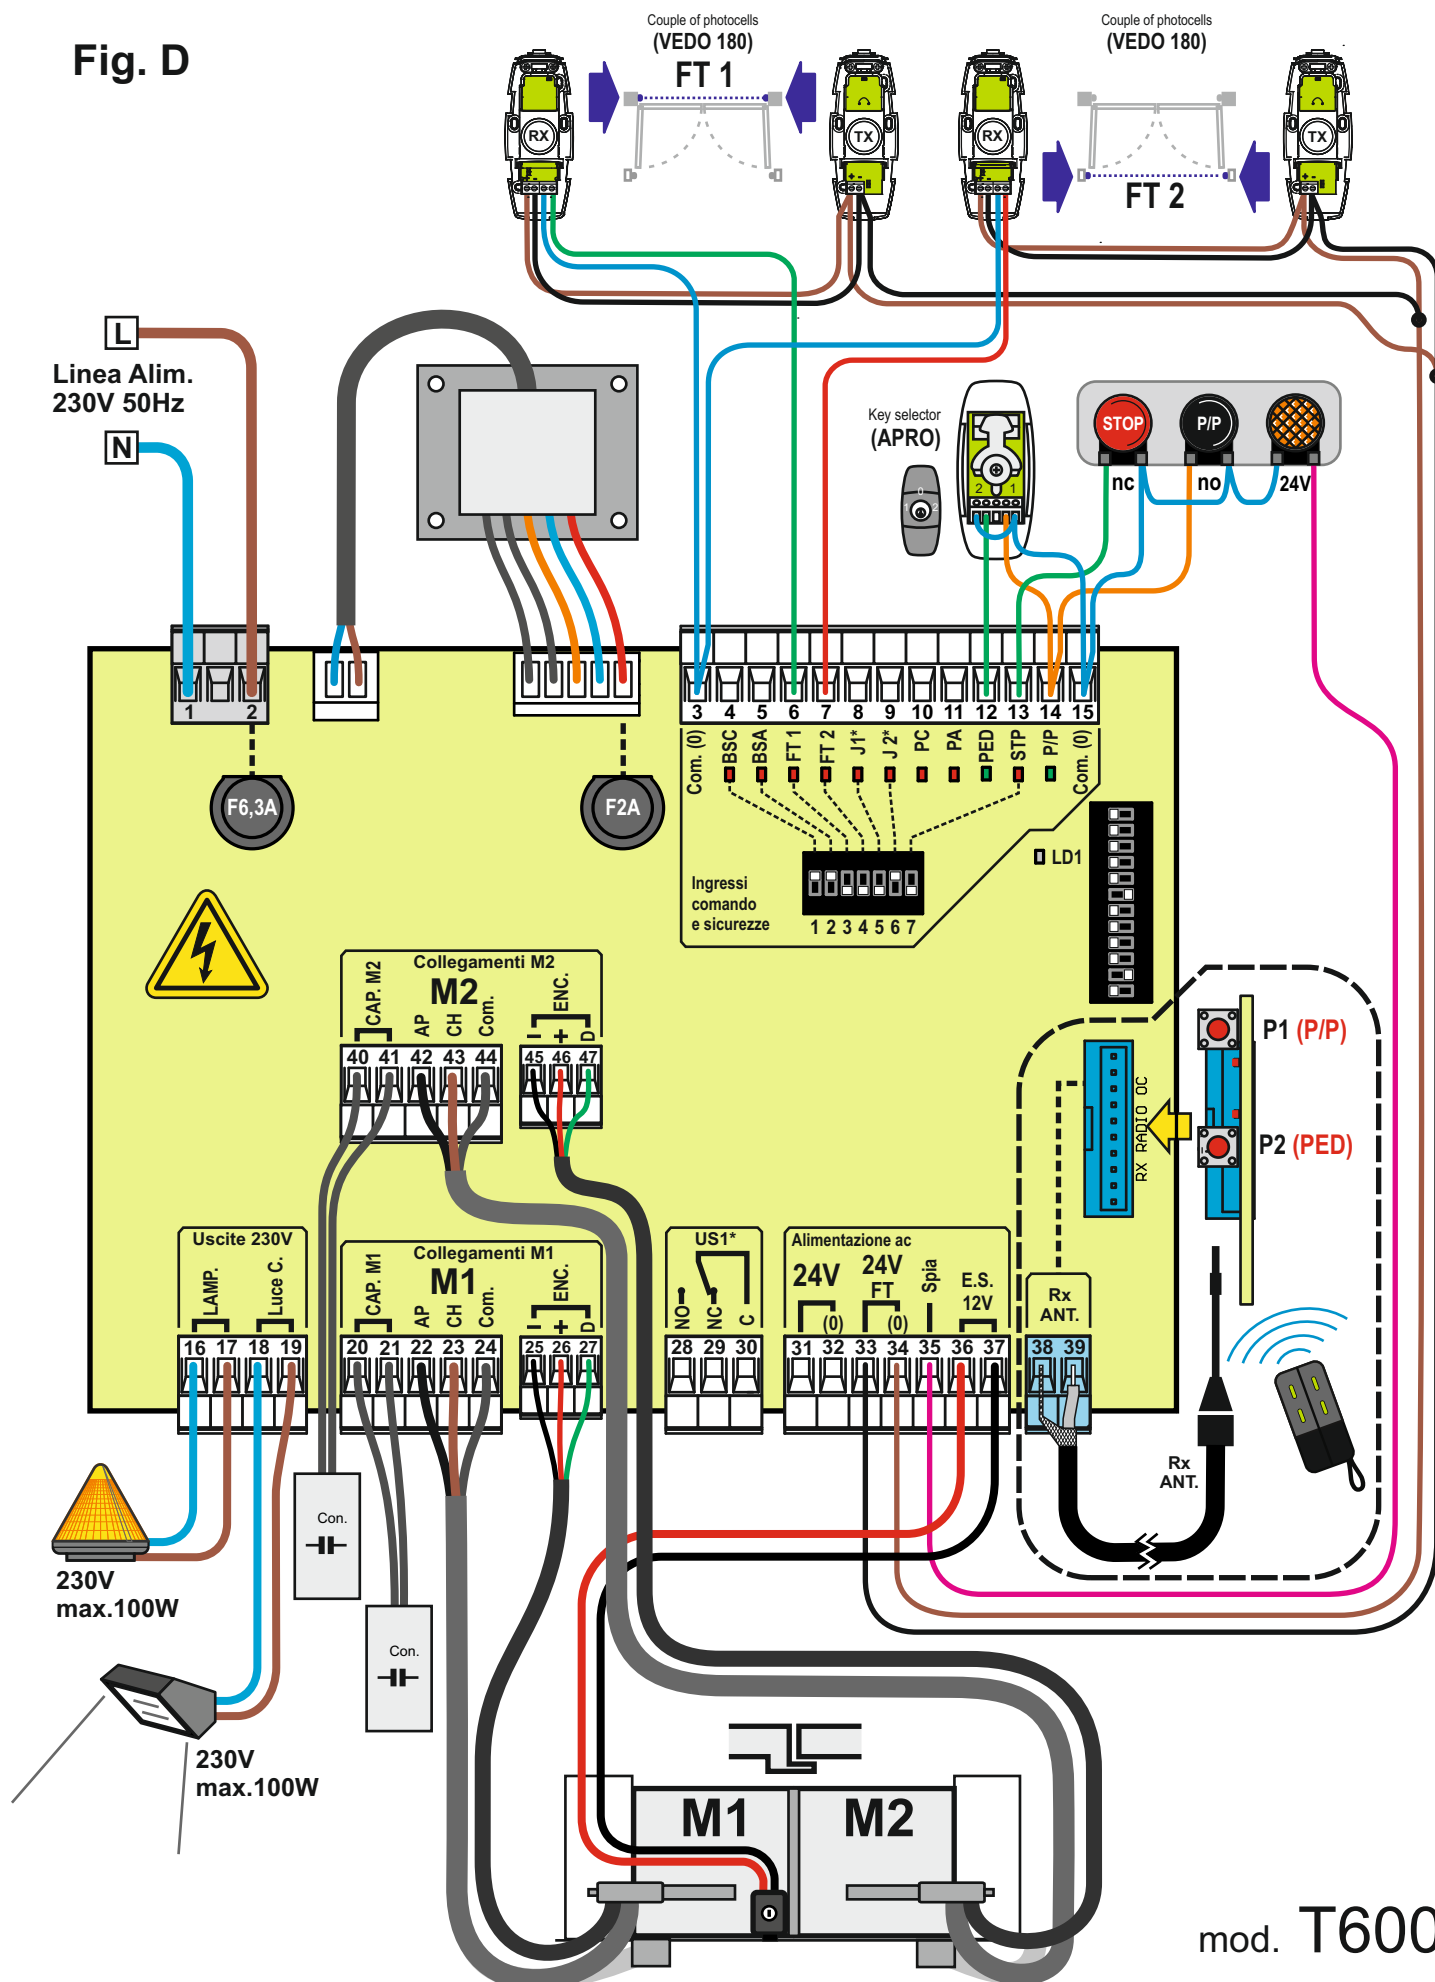 Fig. D
Couple of photocells
(VEDO 180)
FT 1
Couple of photocells
(VEDO 180)
FT 2
RX
TX
RX
TX
L
Linea Alim.
230V 50Hz
N
Key selector
(APRO)
0
1
2
2
1
STOP
P/P
nc
no
24V
1
2
3
4
5
6
7
8
9
10
11
12
13
14
15
Com. (0)
BSC
BSA
FT 1
FT 2
J1*
J 2*
PC
PA
PED
STP
P/P
Com. (0)
F6,3A
F2A
LD1
Ingressi
comando
e sicurezze
1 2 3 4 5 6 7
Collegamenti M2
M2
CAP. M2
AP
CH
Com.
ENC.
-
+
D
40 41 42 43 44
45 46 47
RX RADIO OC
P1 (P/P)
P2 (PED)
Uscite 230V
LAMP.
Luce C.
Collegamenti M1
M1
CAP. M1
AP
CH
Com.
ENC.
-
+
D
US1*
NO
NC
C
Alimentazione ac
24V
(0)
24V
FT
(0)
Spia
E.S.
12V
Rx
ANT.
16 17 18 19
20 21 22 23 24
25 26 27
28 29 30
31 32 33 34 35 36 37
38 39
Rx
ANT.
Con.
230V
max.100W
Con.
230V
max.100W
M1
M2
mod. T600